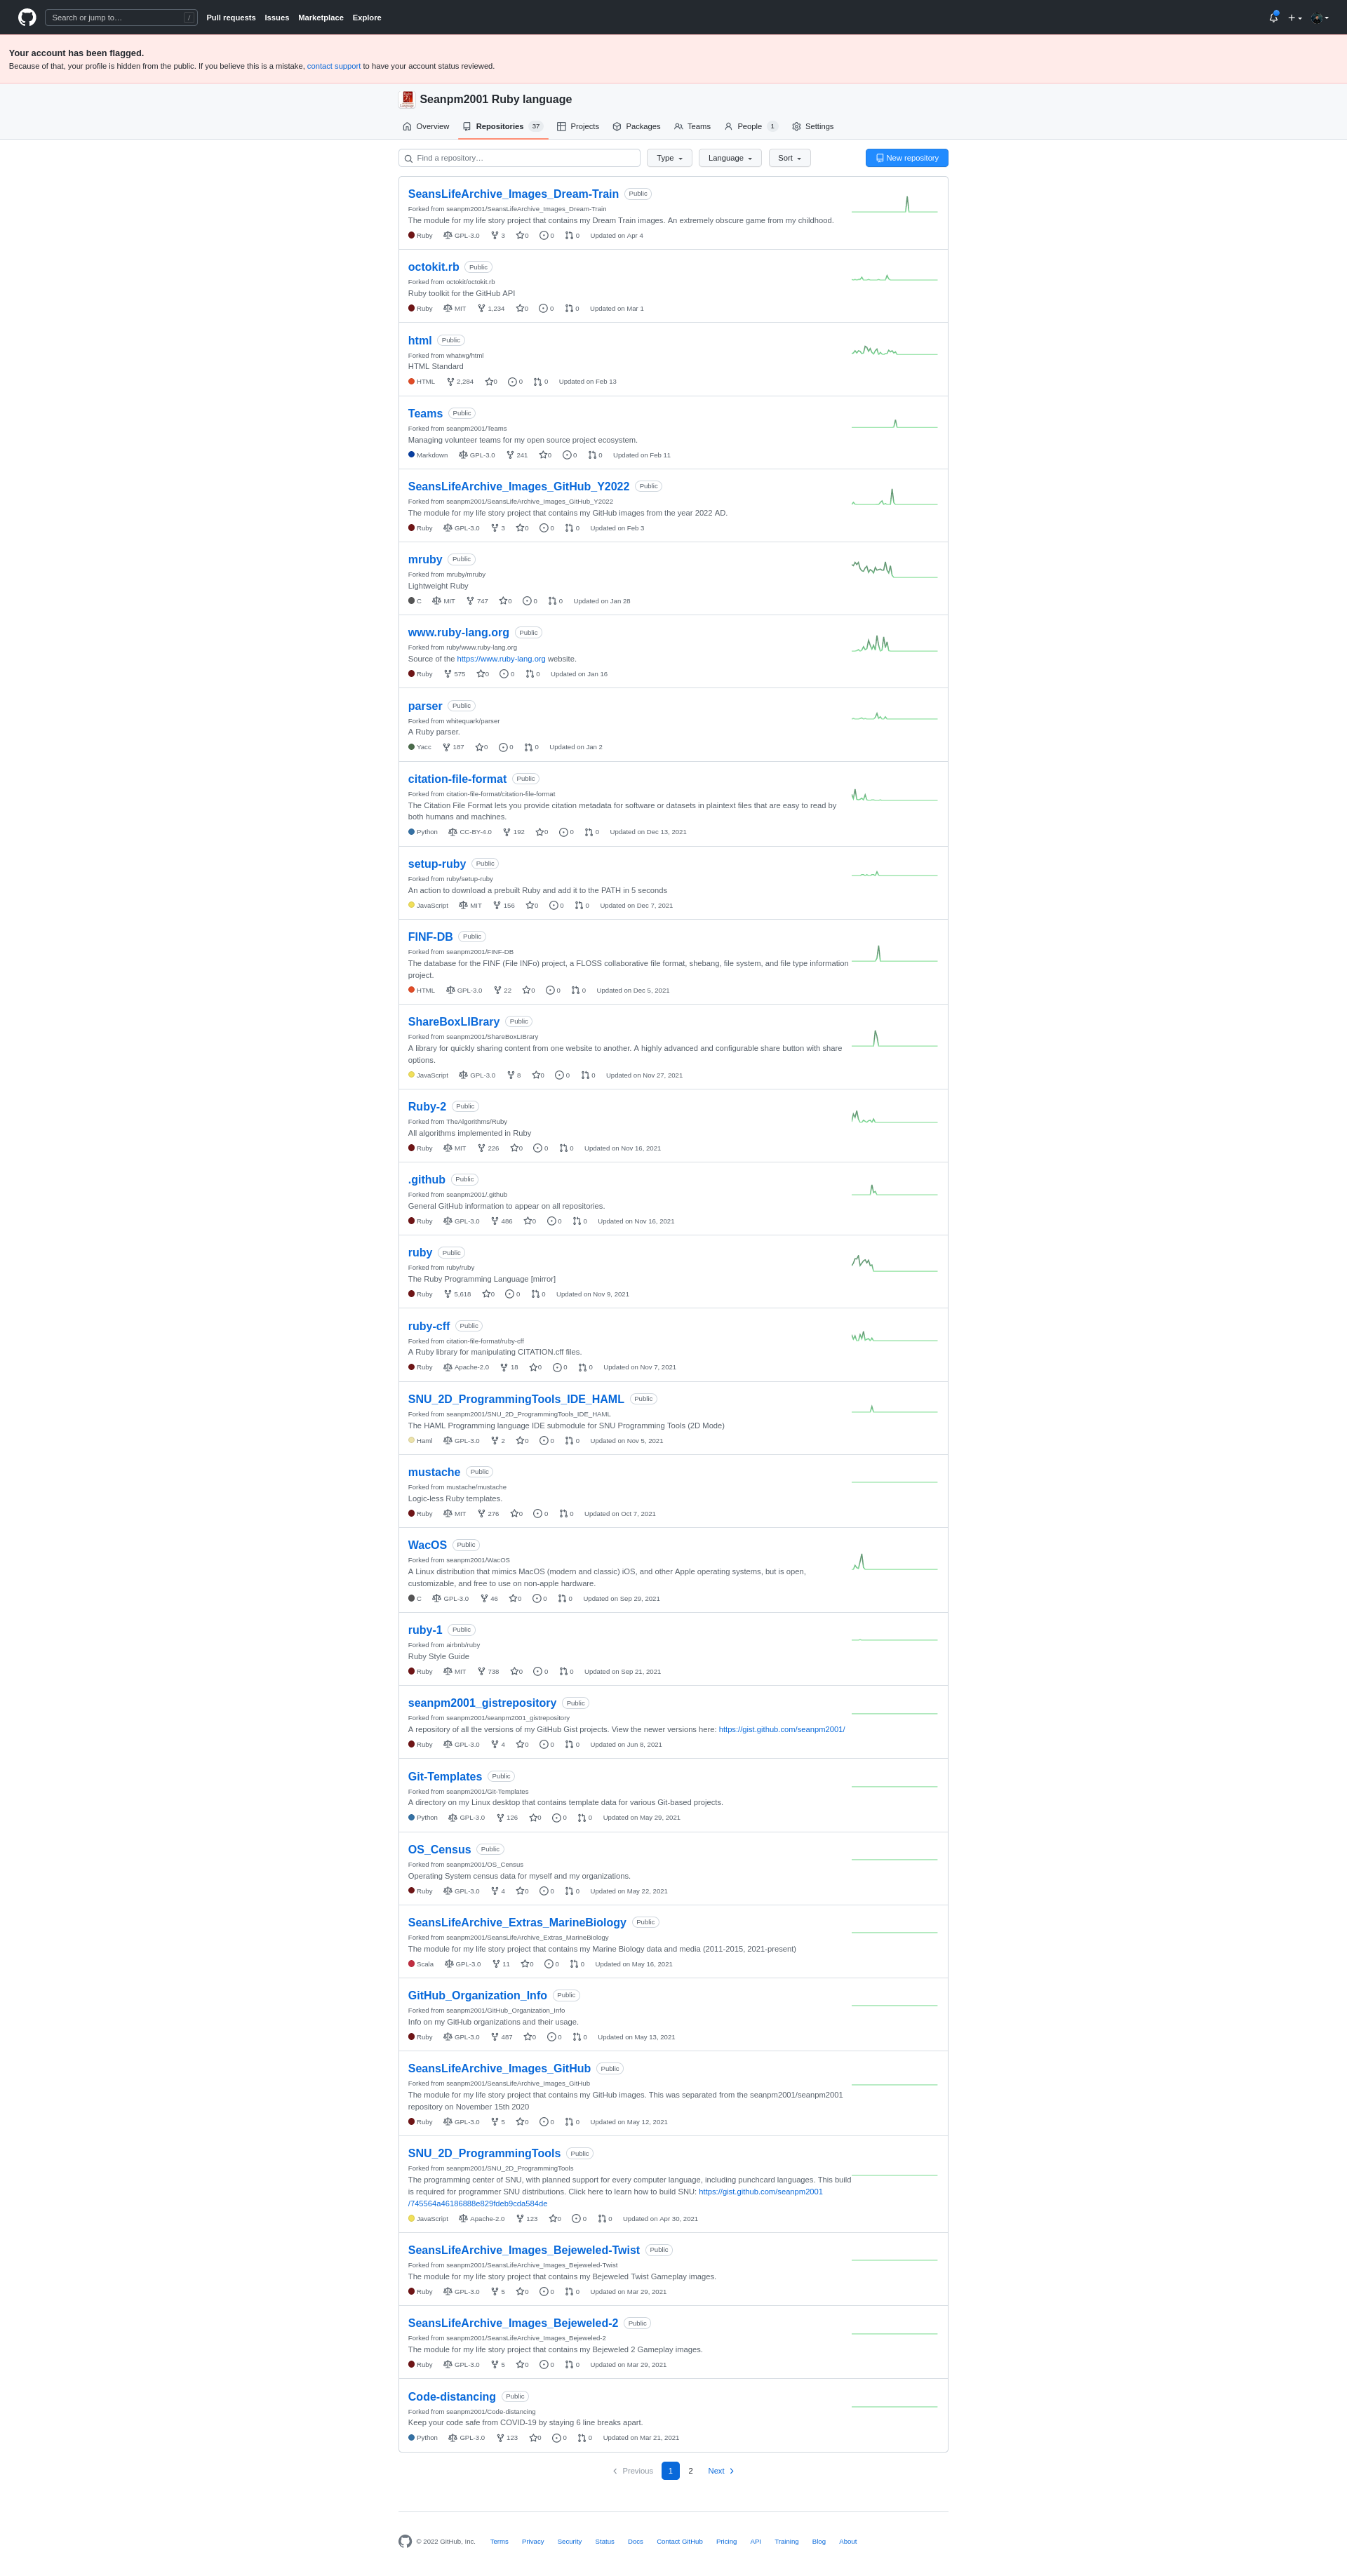 Search or jump to… /
Pull requests Issues Marketplace Explore
Your account has been flagged.
Because of that, your profile is hidden from the public. If you believe this is a mistake, contact support to have your account status reviewed.
Seanpm2001 Ruby language
Overview Repositories 37 Projects Packages Teams People 1 Settings
Find a repository… Type Language Sort New repository
SeansLifeArchive_Images_Dream-Train Public
Forked from seanpm2001/SeansLifeArchive_Images_Dream-Train
The module for my life story project that contains my Dream Train images. An extremely obscure game from my childhood.
Ruby GPL-3.0 3 0 0 0 Updated on Apr 4
octokit.rb Public
Forked from octokit/octokit.rb
Ruby toolkit for the GitHub API
Ruby MIT 1,234 0 0 0 Updated on Mar 1
html Public
Forked from whatwg/html
HTML Standard
HTML 2,284 0 0 0 Updated on Feb 13
Teams Public
Forked from seanpm2001/Teams
Managing volunteer teams for my open source project ecosystem.
Markdown GPL-3.0 241 0 0 0 Updated on Feb 11
SeansLifeArchive_Images_GitHub_Y2022 Public
Forked from seanpm2001/SeansLifeArchive_Images_GitHub_Y2022
The module for my life story project that contains my GitHub images from the year 2022 AD.
Ruby GPL-3.0 3 0 0 0 Updated on Feb 3
mruby Public
Forked from mruby/mruby
Lightweight Ruby
C MIT 747 0 0 0 Updated on Jan 28
www.ruby-lang.org Public
Forked from ruby/www.ruby-lang.org
Source of the https://www.ruby-lang.org website.
Ruby 575 0 0 0 Updated on Jan 16
parser Public
Forked from whitequark/parser
A Ruby parser.
Yacc 187 0 0 0 Updated on Jan 2
citation-file-format Public
Forked from citation-file-format/citation-file-format
The Citation File Format lets you provide citation metadata for software or datasets in plaintext files that are easy to read by
both humans and machines.
Python CC-BY-4.0 192 0 0 0 Updated on Dec 13, 2021
setup-ruby Public
Forked from ruby/setup-ruby
An action to download a prebuilt Ruby and add it to the PATH in 5 seconds
JavaScript MIT 156 0 0 0 Updated on Dec 7, 2021
FINF-DB Public
Forked from seanpm2001/FINF-DB
The database for the FINF (File INFo) project, a FLOSS collaborative file format, shebang, file system, and file type information
project.
HTML GPL-3.0 22 0 0 0 Updated on Dec 5, 2021
ShareBoxLIBrary Public
Forked from seanpm2001/ShareBoxLIBrary
A library for quickly sharing content from one website to another. A highly advanced and configurable share button with share
options.
JavaScript GPL-3.0 8 0 0 0 Updated on Nov 27, 2021
Ruby-2 Public
Forked from TheAlgorithms/Ruby
All algorithms implemented in Ruby
Ruby MIT 226 0 0 0 Updated on Nov 16, 2021
.github Public
Forked from seanpm2001/.github
General GitHub information to appear on all repositories.
Ruby GPL-3.0 486 0 0 0 Updated on Nov 16, 2021
ruby Public
Forked from ruby/ruby
The Ruby Programming Language [mirror]
Ruby 5,618 0 0 0 Updated on Nov 9, 2021
ruby-cff Public
Forked from citation-file-format/ruby-cff
A Ruby library for manipulating CITATION.cff files.
Ruby Apache-2.0 18 0 0 0 Updated on Nov 7, 2021
SNU_2D_ProgrammingTools_IDE_HAML Public
Forked from seanpm2001/SNU_2D_ProgrammingTools_IDE_HAML
The HAML Programming language IDE submodule for SNU Programming Tools (2D Mode)
Haml GPL-3.0 2 0 0 0 Updated on Nov 5, 2021
mustache Public
Forked from mustache/mustache
Logic-less Ruby templates.
Ruby MIT 276 0 0 0 Updated on Oct 7, 2021
WacOS Public
Forked from seanpm2001/WacOS
A Linux distribution that mimics MacOS (modern and classic) iOS, and other Apple operating systems, but is open,
customizable, and free to use on non-apple hardware.
C GPL-3.0 46 0 0 0 Updated on Sep 29, 2021
ruby-1 Public
Forked from airbnb/ruby
Ruby Style Guide
Ruby MIT 738 0 0 0 Updated on Sep 21, 2021
seanpm2001_gistrepository Public
Forked from seanpm2001/seanpm2001_gistrepository
A repository of all the versions of my GitHub Gist projects. View the newer versions here: https://gist.github.com/seanpm2001/
Ruby GPL-3.0 4 0 0 0 Updated on Jun 8, 2021
Git-Templates Public
Forked from seanpm2001/Git-Templates
A directory on my Linux desktop that contains template data for various Git-based projects.
Python GPL-3.0 126 0 0 0 Updated on May 29, 2021
OS_Census Public
Forked from seanpm2001/OS_Census
Operating System census data for myself and my organizations.
Ruby GPL-3.0 4 0 0 0 Updated on May 22, 2021
SeansLifeArchive_Extras_MarineBiology Public
Forked from seanpm2001/SeansLifeArchive_Extras_MarineBiology
The module for my life story project that contains my Marine Biology data and media (2011-2015, 2021-present)
Scala GPL-3.0 11 0 0 0 Updated on May 16, 2021
GitHub_Organization_Info Public
Forked from seanpm2001/GitHub_Organization_Info
Info on my GitHub organizations and their usage.
Ruby GPL-3.0 487 0 0 0 Updated on May 13, 2021
SeansLifeArchive_Images_GitHub Public
Forked from seanpm2001/SeansLifeArchive_Images_GitHub
The module for my life story project that contains my GitHub images. This was separated from the seanpm2001/seanpm2001
repository on November 15th 2020
Ruby GPL-3.0 5 0 0 0 Updated on May 12, 2021
SNU_2D_ProgrammingTools Public
Forked from seanpm2001/SNU_2D_ProgrammingTools
The programming center of SNU, with planned support for every computer language, including punchcard languages. This build
is required for programmer SNU distributions. Click here to learn how to build SNU: https://gist.github.com/seanpm2001
/745564a46186888e829fdeb9cda584de
JavaScript Apache-2.0 123 0 0 0 Updated on Apr 30, 2021
SeansLifeArchive_Images_Bejeweled-Twist Public
Forked from seanpm2001/SeansLifeArchive_Images_Bejeweled-Twist
The module for my life story project that contains my Bejeweled Twist Gameplay images.
Ruby GPL-3.0 5 0 0 0 Updated on Mar 29, 2021
SeansLifeArchive_Images_Bejeweled-2 Public
Forked from seanpm2001/SeansLifeArchive_Images_Bejeweled-2
The module for my life story project that contains my Bejeweled 2 Gameplay images.
Ruby GPL-3.0 5 0 0 0 Updated on Mar 29, 2021
Code-distancing Public
Forked from seanpm2001/Code-distancing
Keep your code safe from COVID-19 by staying 6 line breaks apart.
Python GPL-3.0 123 0 0 0 Updated on Mar 21, 2021
Previous 1 2 Next
© 2022 GitHub, Inc. Terms Privacy Security Status Docs Contact GitHub Pricing API Training Blog About